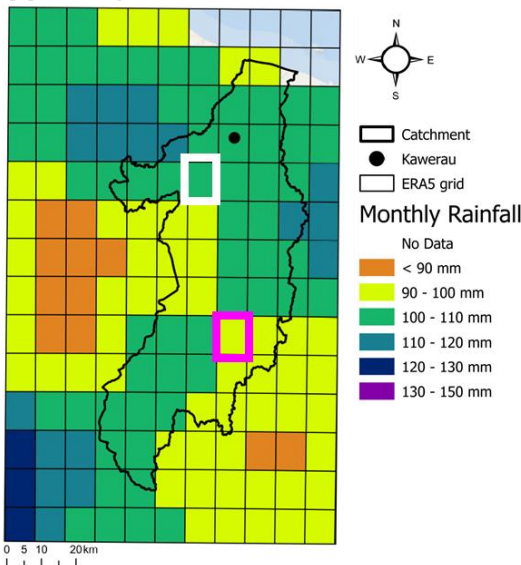 N
W
E
S
Catchment
Kawerau
ERA5 grid
Monthly Rainfall
No Data
< 90 mm
90 - 100 mm
100 - 110 mm
110 - 120 mm
120 - 130 mm
130 - 150 mm
0 5 10 20km